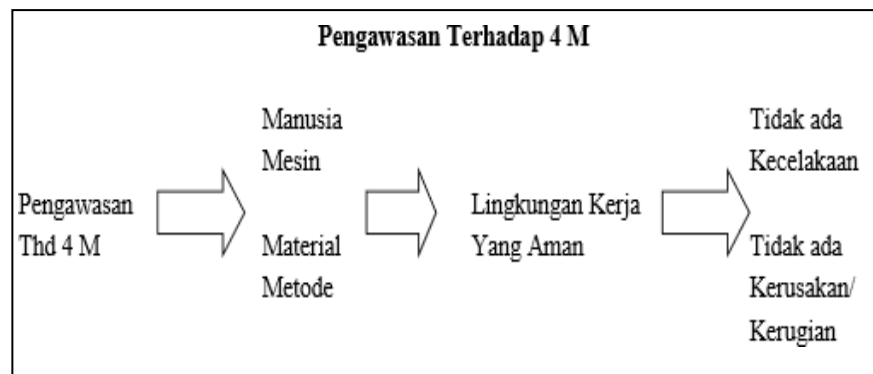 Pengawasan Terhadap 4 M
Pengawasan
Thd 4 M
Manusia
Mesin
Material
Metode
Lingkungan Kerja
Yang Aman
Tidak ada
Kecelakaan
Tidak ada
Kerusakan/
Kerugian